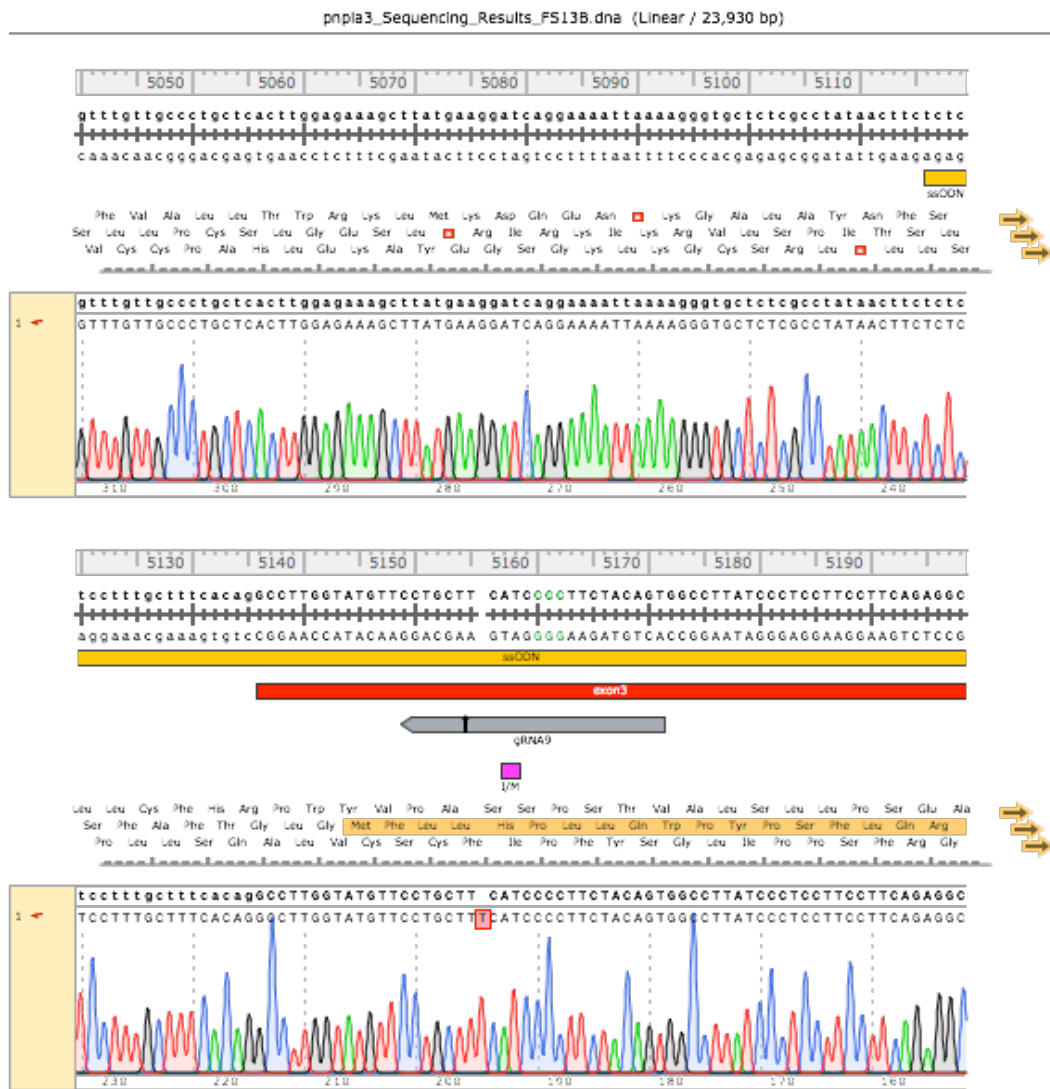 pnpla3_Sequencing_Results_FS13B.dna (Linear / 23,930 bp)
5050 5060 5070 5080 5090 5100 5110
gtttgttgccctgctcacttggagaaagcttatgaaggatcaggaaaattaaaagggtgctctcgcctataacttctctc
caaacaacgggacgagtgaacctctttcgaatacttcctagtccttttaattttcccacgagagcggatattgaagagag
ssODN
Phe Val Ala Leu Leu Thr Trp Arg Lys Leu Met Lys Asp Gln Glu Asn Lys Gly Ala Leu Ala Tyr Asn Phe Ser
Ser Leu Leu Pro Cys Ser Leu Gly Glu Ser Leu Arg Ile Arg Lys Ile Lys Arg Val Leu Ser Pro Ile Thr Ser Leu
Val Cys Cys Pro Ala His Leu Glu Lys Ala Tyr Glu Gly Ser Gly Lys Leu Lys Gly Cys Ser Arg Leu Leu Leu Ser
gtttgttgccctgctcacttggagaaagcttatgaaggatcaggaaaattaaaagggtgctctcgcctataacttctctc
1 GTTTGTTGCCCTGCTCACTTGGAGAAAGCTTATGAAGGATCAGGAAAATTAAAAGGGTGCTCTCGCCTATAACTTCTCTC
310 300 290 280 270 260 250 240
5130 5140 5150 5160 5170 5180 5190
tcctttgctttcacagGCCTTGGTATGTTCCTGCTT CATCCCCTTCTACAGTGGCCTTATCCCTCCTTCCTTCAGAGGC
aggaaacgaaagtgtcCGGAACCATACAAGGACGAA GTAGGGGAAGATGTCACCGGAATAGGGAGGAAGGAAGTCTCCG
ssODN
exon3
gRNA9
I/M
Leu Leu Cys Phe His Arg Pro Trp Tyr Val Pro Ala Ser Ser Pro Ser Thr Val Ala Leu Ser Leu Leu Pro Ser Glu Ala
Ser Phe Ala Phe Thr Gly Leu Gly Met Phe Leu Leu His Pro Leu Leu Gln Trp Pro Tyr Pro Ser Phe Leu Gln Arg
Pro Leu Leu Ser Gln Ala Leu Val Cys Ser Cys Phe Ile Pro Phe Tyr Ser Gly Leu Ile Pro Pro Ser Phe Arg Gly
tcctttgctttcacagGCCTTGGTATGTTCCTGCTT CATCCCCTTCTACAGTGGCCTTATCCCTCCTTCCTTCAGAGGC
1 TCCTTTGCTTTCACAGGGCTTGGTATGTTCCTGCTTTCATCCCCTTCTACAGTGGCCTTATCCCTCCTTCCTTCAGAGGC
230 220 210 200 190 180 170 160